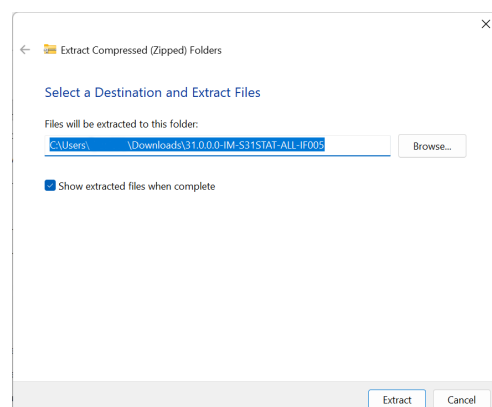 Extract Compressed (Zipped) Folders
Select a Destination and Extract Files
Files will be extracted to this folder:
C:\Users\ \Downloads\31.0.0.0-IM-S31STAT-ALL-IF005
Browse...
Show extracted files when complete
Extract Cancel